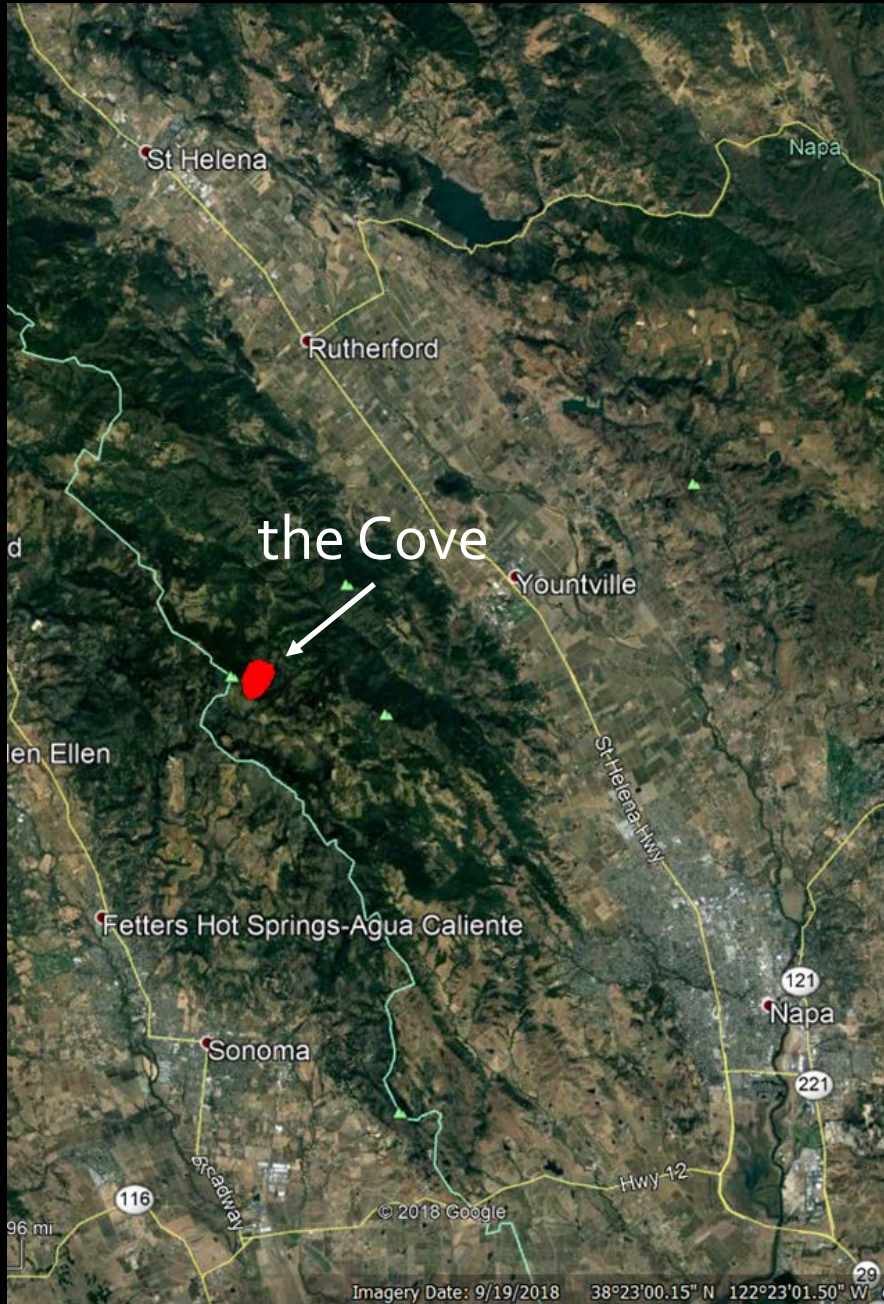 St Helena
Napa
Rutherford
the Cove
d
Yountville
len Ellen
St Helena Hwy
Fetters Hot Springs-Agua Caliente
121
Napa
Sonoma
221
Broadway
Hwy 12
116
© 2018 Google
96 mi
29
Imagery Date: 9/19/2018 38°23'00.15" N 122°23'01.50" W